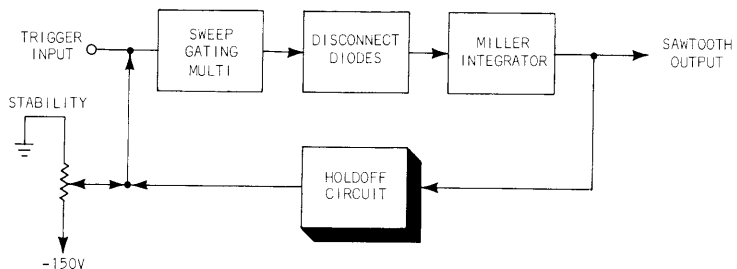 TRIGGER
INPUT
SWEEP
GATING
MULTI
DISCONNECT
DIODES
MILLER
INTEGRATOR
SAWTOOTH
OUTPUT
STABILITY
HOLDOFF
CIRCUIT
-150V